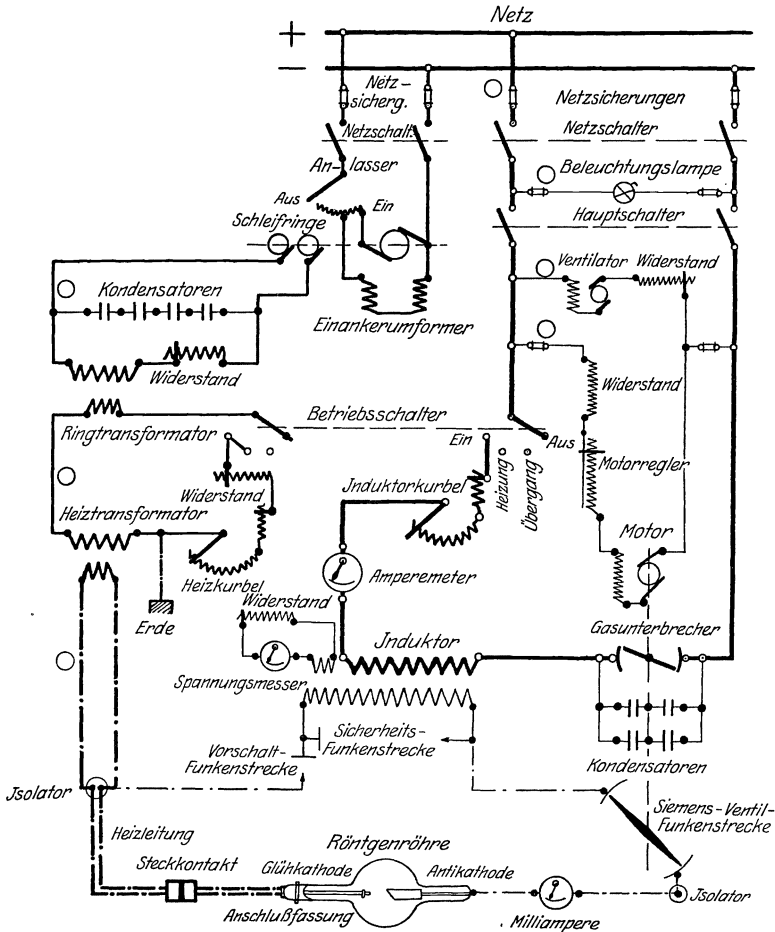 Netz
+
−
Netz-
sicherg.
Netzsicherungen
Netzschalt.
Netzschalter
An-lasser
Beleuchtungslampe
Aus
Ein
Schleifringe
Hauptschalter
Ventilator
Widerstand
Kondensatoren
Einankerumformer
Widerstand
Widerstand
Betriebsschalter
Ringtransformator
Ein
Aus
Heizung
Übergang
Motorregler
Widerstand
Jnduktorkurbel
Heiztransformator
Motor
Amperemeter
Heizkurbel
Widerstand
Erde
Gasunterbrecher
Jnduktor
Spannungsmesser
Sicherheits-
Funkenstrecke
Vorschalt-
Funkenstrecke
Kondensatoren
Jsolator
Siemens-Ventil-
Funkenstrecke
Heizleitung
Röntgenröhre
Steckkontakt
Glühkathode
Antikathode
Jsolator
Anschlußfassung
Milliampere